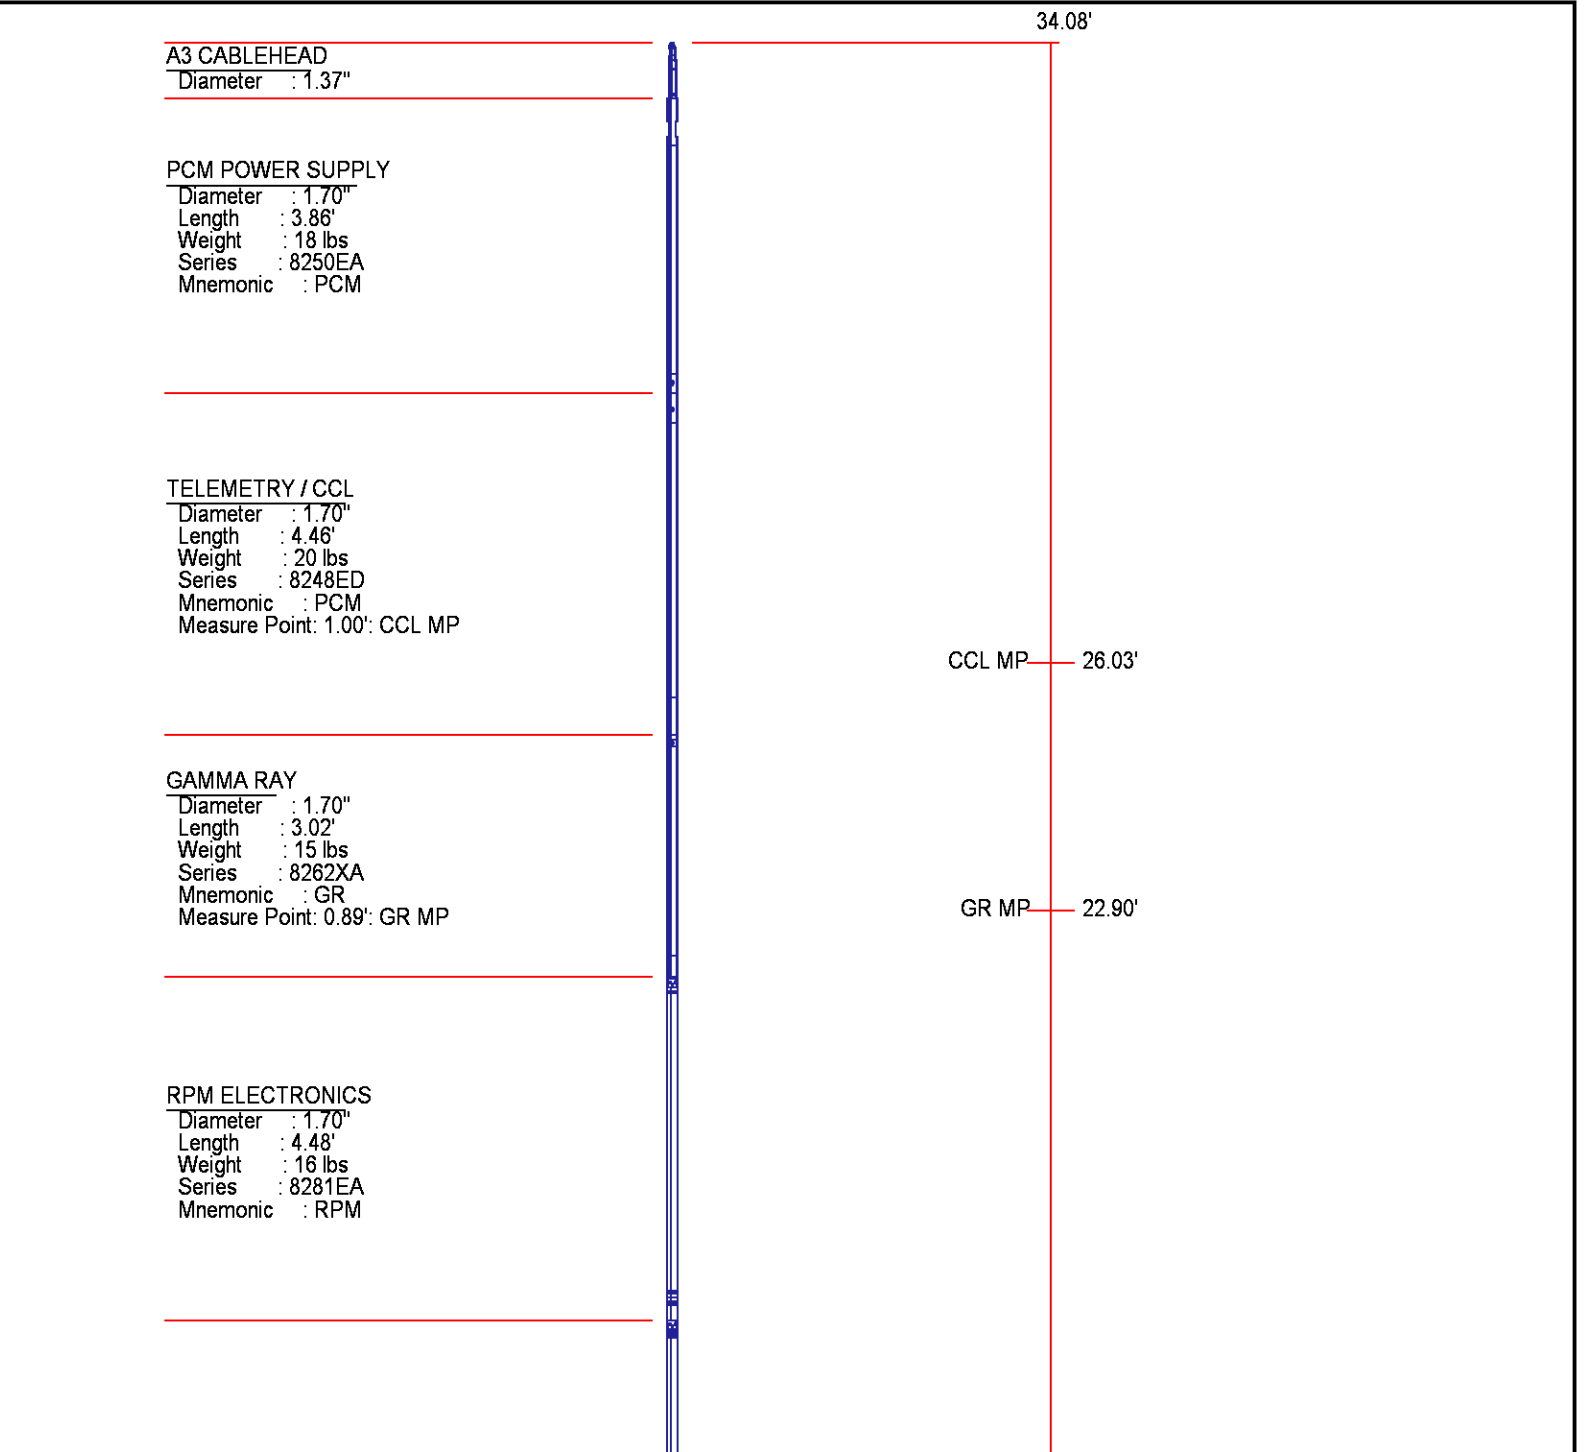 34.08'
A3 CABLEHEAD
Diameter : 1.37"
PCM POWER SUPPLY
Diameter : 1.70"
Length : 3.86'
Weight : 18 lbs
Series : 8250EA
Mnemonic : PCM
TELEMETRY / CCL
Diameter : 1.70"
Length : 4.46'
Weight : 20 lbs
Series : 8248ED
Mnemonic : PCM
Measure Point: 1.00': CCL MP
CCL MP 26.03'
GAMMA RAY
Diameter : 1.70"
Length : 3.02'
Weight : 15 lbs
Series : 8262XA
Mnemonic : GR
Measure Point: 0.89': GR MP
GR MP 22.90'
RPM ELECTRONICS
Diameter : 1.70"
Length : 4.48'
Weight : 16 lbs
Series : 8281EA
Mnemonic : RPM